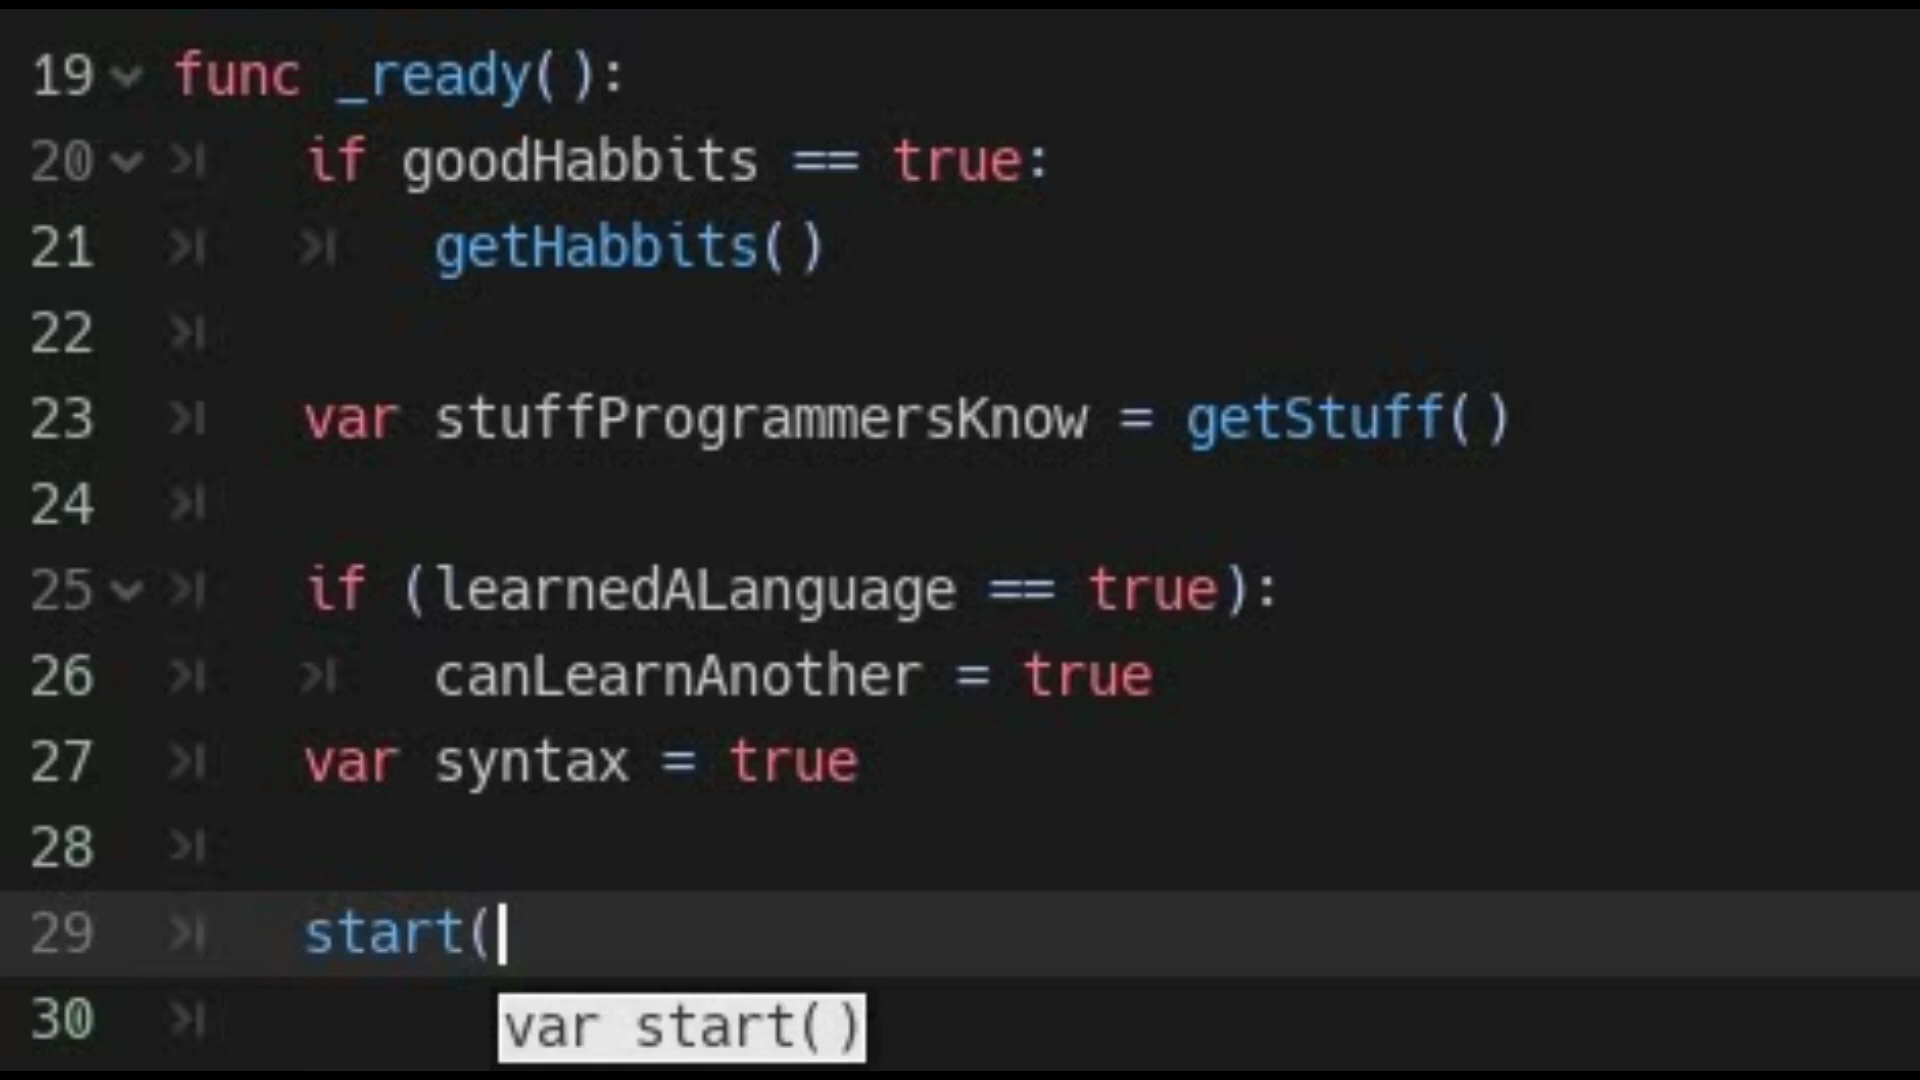 19 func _ready():
20 if goodHabbits == true:
21 getHabbits()
22
23 var stuffProgrammersKnow = getStuff()
24
25 if (learnedALanguage == true):
26 canLearnAnother = true
27 var syntax = true
28
29 start(
30 var start()